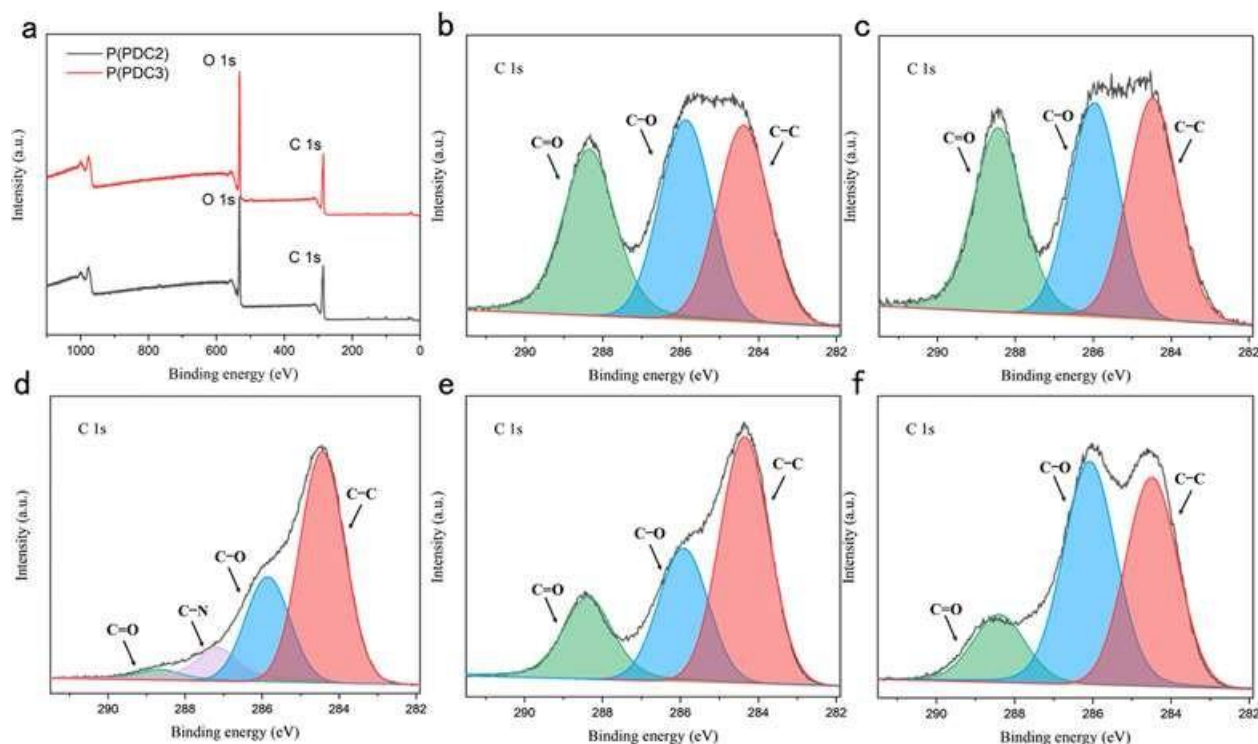 a
P(PDC2)
P(PDC3)
O 1s
C 1s
O 1s
C 1s
Intensity (a.u.)
1000 800 600 400 200 0
Binding energy (eV)
b
C 1s
C=O
C−O
C−C
Intensity (a.u.)
290 288 286 284 282
Binding energy (eV)
c
C 1s
C=O
C−O
C−C
Intensity (a.u.)
290 288 286 284 282
Binding energy (eV)
d
C 1s
C=O
C−N
C−O
C−C
Intensity (a.u.)
290 288 286 284 282
Binding energy (eV)
e
C 1s
C=O
C−O
C−C
Intensity (a.u.)
290 288 286 284 282
Binding energy (eV)
f
C 1s
C=O
C−O
C−C
Intensity (a.u.)
290 288 286 284 282
Binding energy (eV)